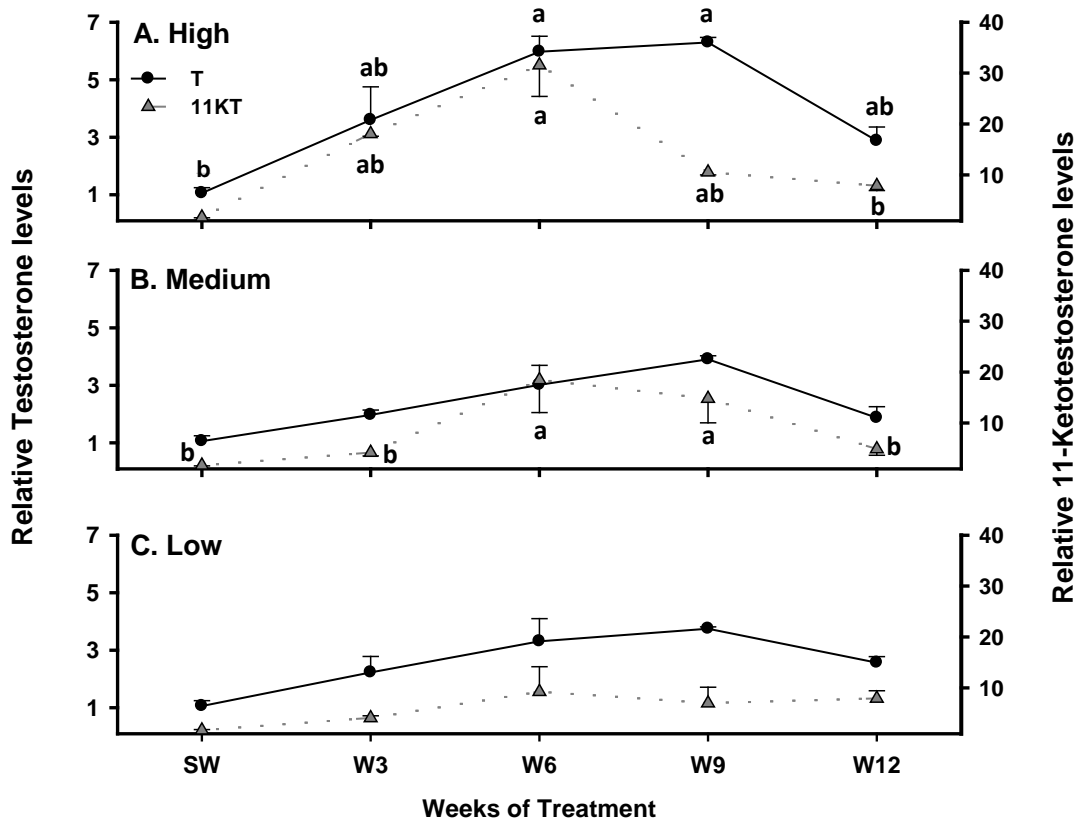 Relative Testosterone levels
Relative 11-Ketotestosterone levels
A. High
T
11KT
7
5
3
1
40
30
20
10
b
ab
ab
a
a
a
ab
ab
b
B. Medium
7
5
3
1
40
30
20
10
b
b
a
a
b
C. Low
7
5
3
1
40
30
20
10
SW W3 W6 W9 W12
Weeks of Treatment